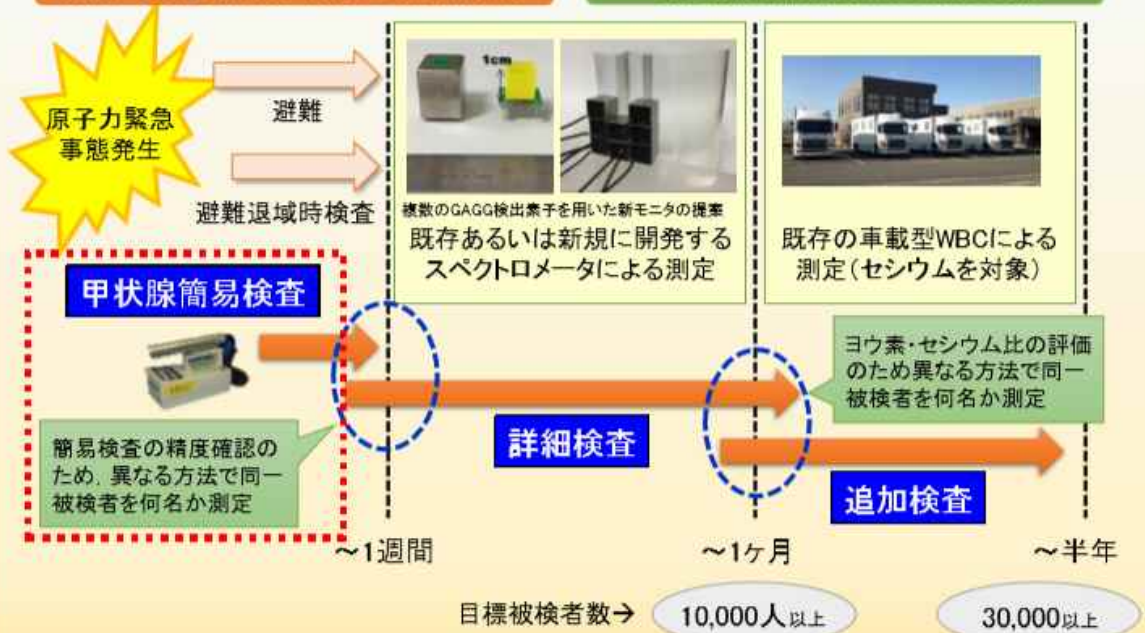 原子力緊急
事態発生
避難
避難退域時検査
1cm
複数のGAGG検出素子を用いた新モニタの提案
既存あるいは新規に開発する
スペクトロメータによる測定
既存の車載型WBCによる
測定(セシウムを対象)
甲状腺簡易検査
簡易検査の精度確認の
ため，異なる方法で同一
被検者を何名か測定
詳細検査
ヨウ素・セシウム比の評価
のため異なる方法で同一
被検者を何名か測定
追加検査
～1週間
～1ヶ月
～半年
目標被検者数→
10,000人以上
30,000以上